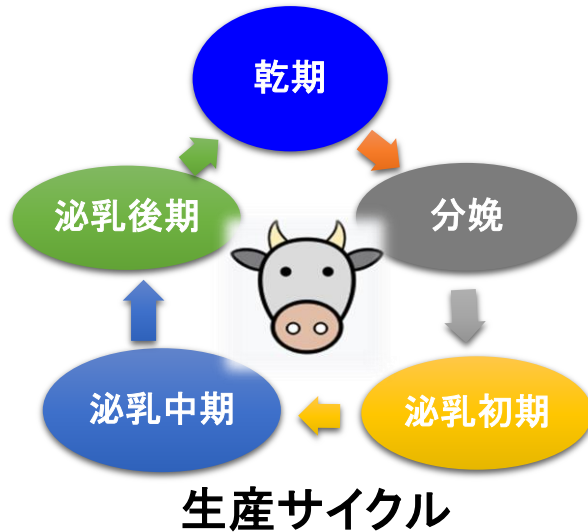 乾期
分娩
泌乳初期
泌乳中期
泌乳後期
生産サイクル